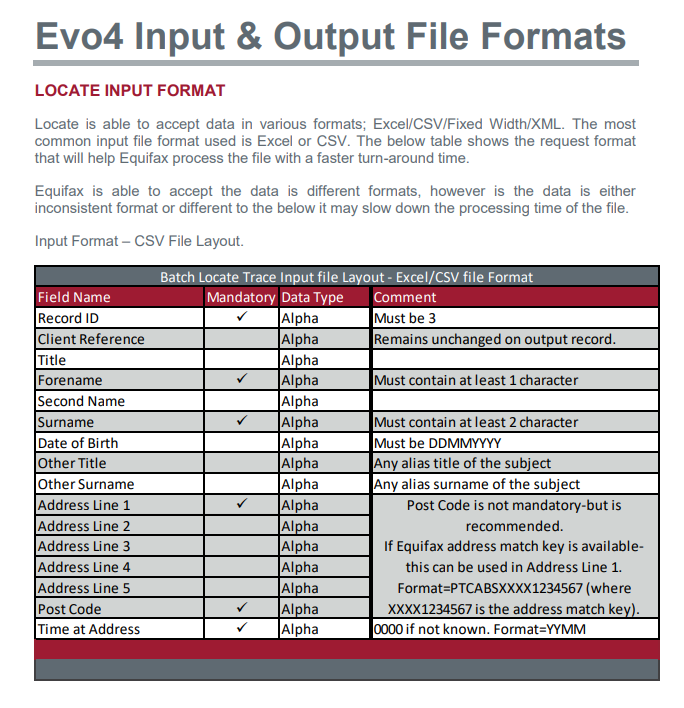 Evo4 Input & Output File Formats
LOCATE INPUT FORMAT
Locate is able to accept data in various formats; Excel/CSV/Fixed Width/XML. The most
common input file format used is Excel or CSV. The below table shows the request format
that will help Equifax process the file with a faster turn-around time.
Equifax is able to accept the data is different formats, however is the data is either
inconsistent format or different to the below it may slow down the processing time of the file.
Input Format – CSV File Layout.
Batch Locate Trace Input file Layout - Excel/CSV file Format
Field Name Mandatory Data Type Comment
Record ID ✓ Alpha Must be 3
Client Reference Alpha Remains unchanged on output record.
Title Alpha
Forename ✓ Alpha Must contain at least 1 character
Second Name Alpha
Surname ✓ Alpha Must contain at least 2 character
Date of Birth Alpha Must be DDMMYYYY
Other Title Alpha Any alias title of the subject
Other Surname Alpha Any alias surname of the subject
Address Line 1 ✓ Alpha Post Code is not mandatory-but is
Address Line 2 Alpha recommended.
Address Line 3 Alpha If Equifax address match key is available-
Address Line 4 Alpha this can be used in Address Line 1.
Address Line 5 Alpha Format=PTCABSXXXX1234567 (where
Post Code ✓ Alpha XXXX1234567 is the address match key).
Time at Address ✓ Alpha 0000 if not known. Format=YYMM